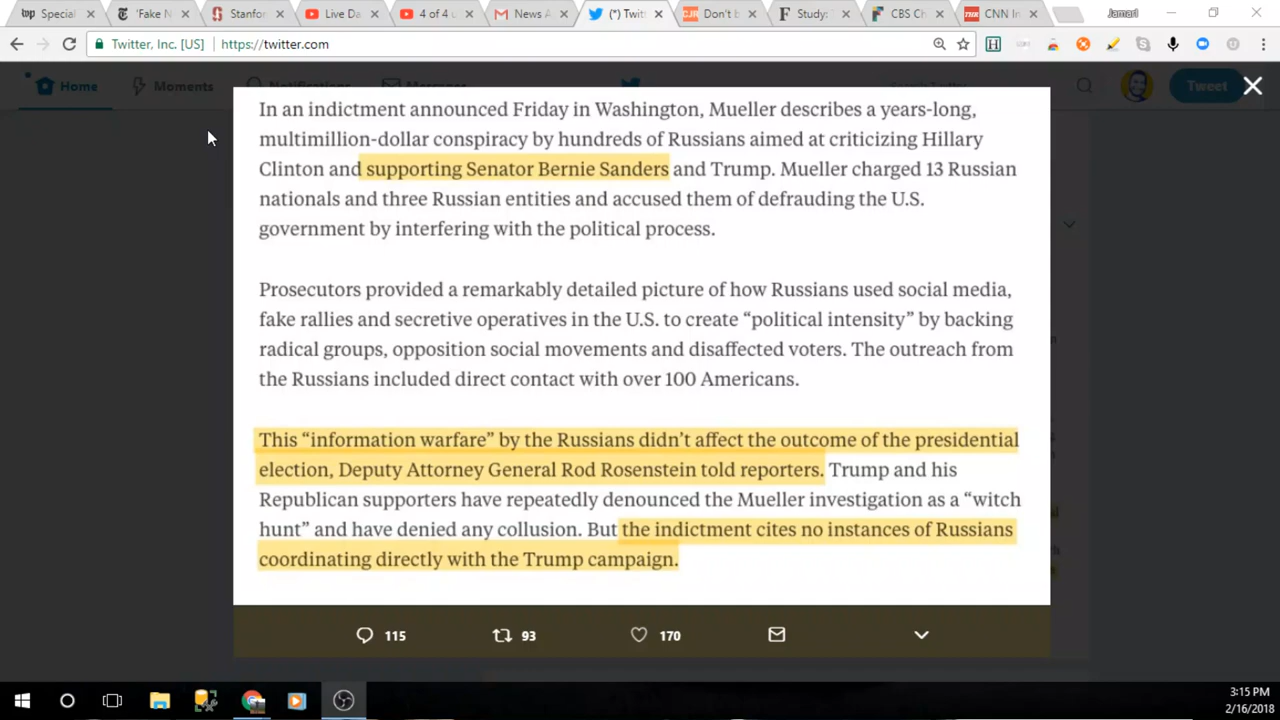 Special
'Fake N
Stanfor
Live Da
4 of 4 u
News A
(*) Twit
Don't b
Study: T
CBS Ch
CNN In
Jamarl
Twitter, Inc. [US]
https://twitter.com
Home
Moments
Notifications
Messages
Search Twitter
Tweet
In an indictment announced Friday in Washington, Mueller describes a years-long,
multimillion-dollar conspiracy by hundreds of Russians aimed at criticizing Hillary
Clinton and supporting Senator Bernie Sanders and Trump. Mueller charged 13 Russian
nationals and three Russian entities and accused them of defrauding the U.S.
government by interfering with the political process.
Prosecutors provided a remarkably detailed picture of how Russians used social media,
fake rallies and secretive operatives in the U.S. to create “political intensity” by backing
radical groups, opposition social movements and disaffected voters. The outreach from
the Russians included direct contact with over 100 Americans.
This “information warfare” by the Russians didn’t affect the outcome of the presidential
election, Deputy Attorney General Rod Rosenstein told reporters. Trump and his
Republican supporters have repeatedly denounced the Mueller investigation as a “witch
hunt” and have denied any collusion. But the indictment cites no instances of Russians
coordinating directly with the Trump campaign.
115
93
170
3:15 PM
2/16/2018